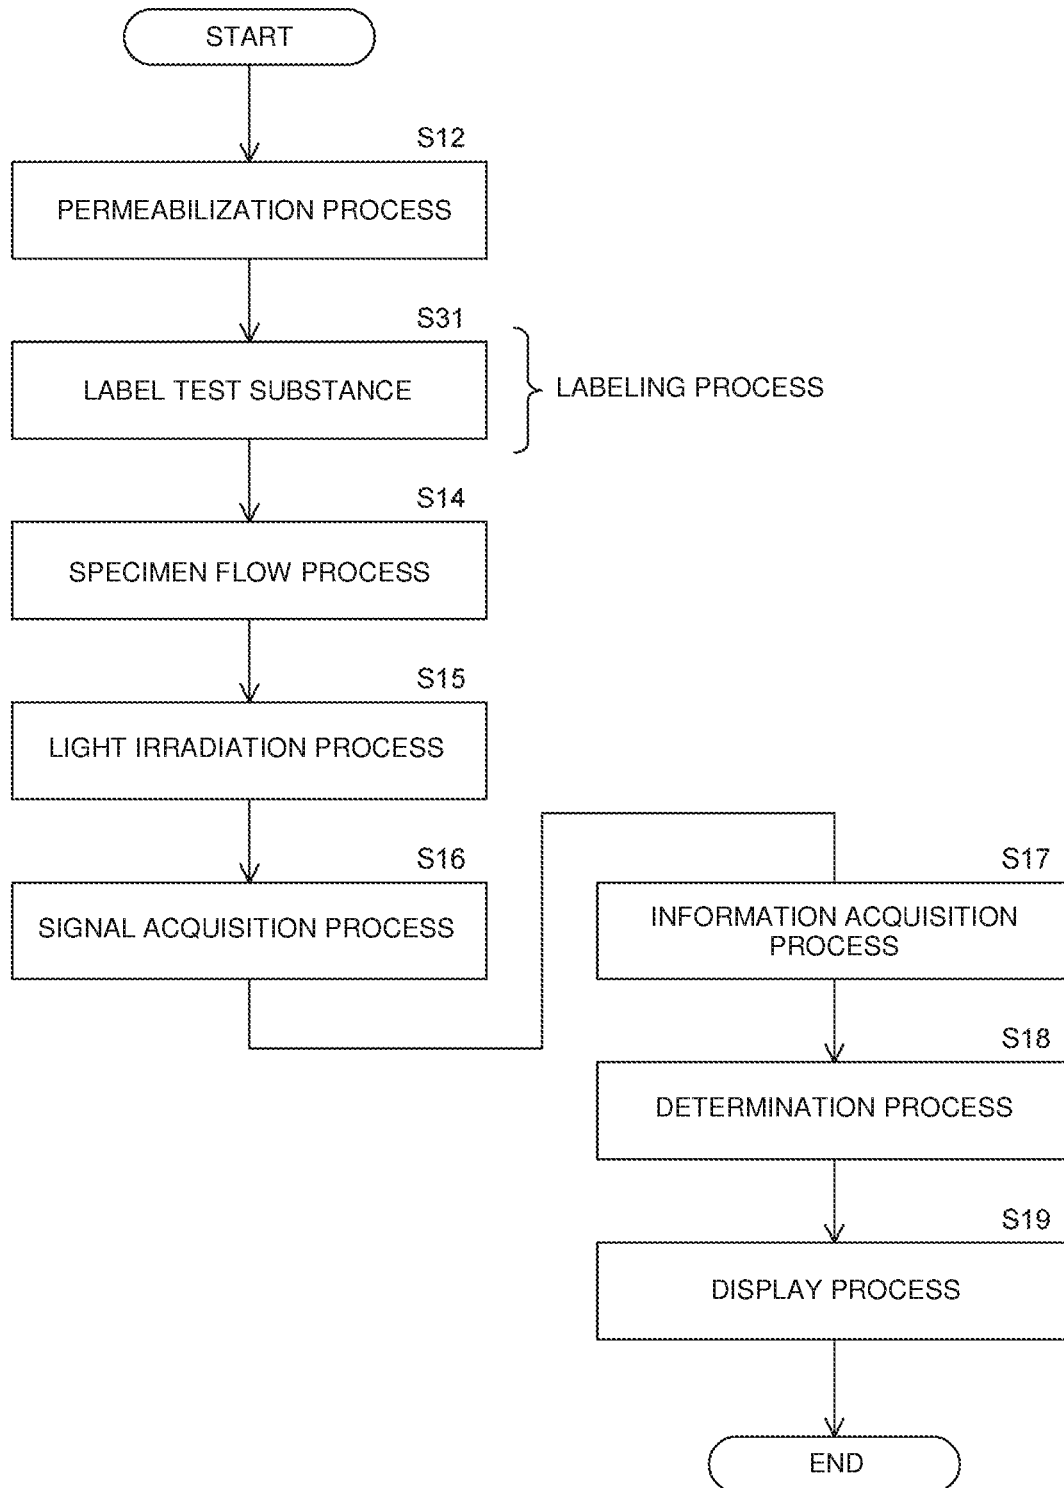 START
S12
PERMEABILIZATION PROCESS
S31
LABEL TEST SUBSTANCE
LABELING PROCESS
S14
SPECIMEN FLOW PROCESS
S15
LIGHT IRRADIATION PROCESS
S16
SIGNAL ACQUISITION PROCESS
S17
INFORMATION ACQUISITION
PROCESS
S18
DETERMINATION PROCESS
S19
DISPLAY PROCESS
END